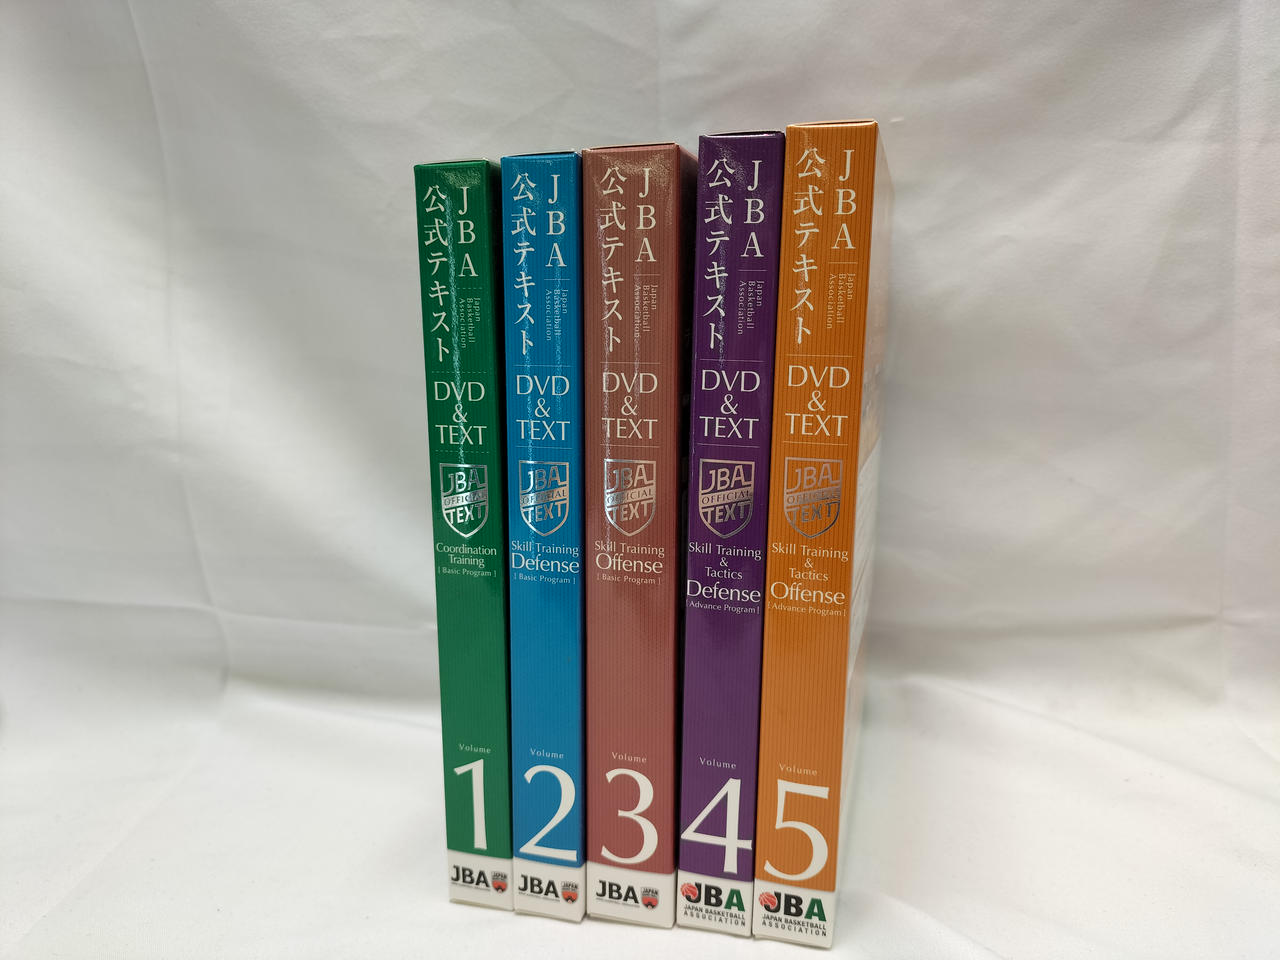 JBA
公式テキスト
Japan
Basketball
Association
DVD
&
TEXT
JBA
OFFICIAL
TEXT
Coordination
Training
[ Basic Program ]
Volume
1
JBA
JAPAN
JBA
公式テキスト
Japan
Basketball
Association
DVD
&
TEXT
JBA
OFFICIAL
TEXT
Skill Training
Defense
[ Basic Program ]
Volume
2
JBA
JAPAN
JBA
公式テキスト
Japan
Basketball
Association
DVD
&
TEXT
JBA
OFFICIAL
TEXT
Skill Training
Offense
[ Basic Program ]
Volume
3
JBA
JAPAN
JBA
公式テキスト
Japan
Basketball
Association
DVD
&
TEXT
JBA
OFFICIAL
TEXT
Skill Training
&
Tactics
Defense
[ Advance Program ]
Volume
4
JBA
JAPAN BASKETBALL
ASSOCIATION
JBA
公式テキスト
Japan
Basketball
Association
DVD
&
TEXT
JBA
OFFICIAL
TEXT
Skill Training
&
Tactics
Offense
[ Advance Program ]
Volume
5
JBA
JAPAN BASKETBALL
ASSOCIATION